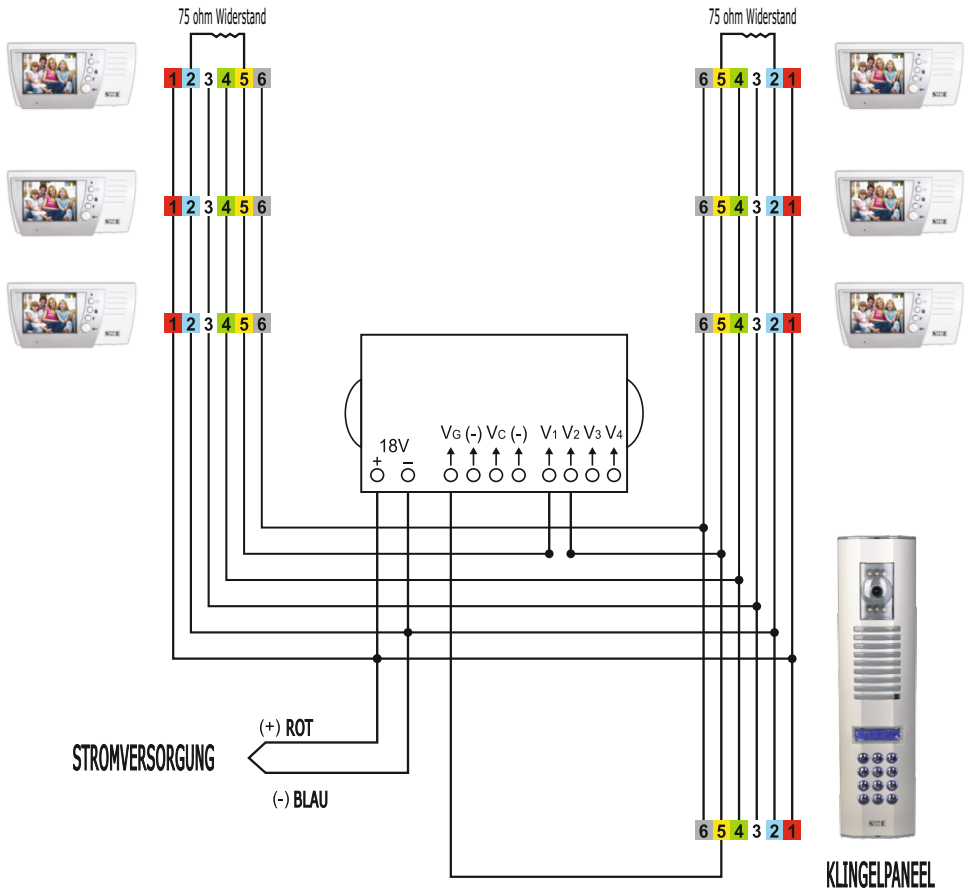 75 ohm Widerstand 75 ohm Widerstand
1 2 3 4 5 6 6 5 4 3 2 1
1 2 3 4 5 6 6 5 4 3 2 1
1 2 3 4 5 6 6 5 4 3 2 1
18V
+ –
VG (-) VC (-) V1 V2 V3 V4
(+) ROT
STROMVERSORGUNG
(-) BLAU
6 5 4 3 2 1
KLINGELPANEEL